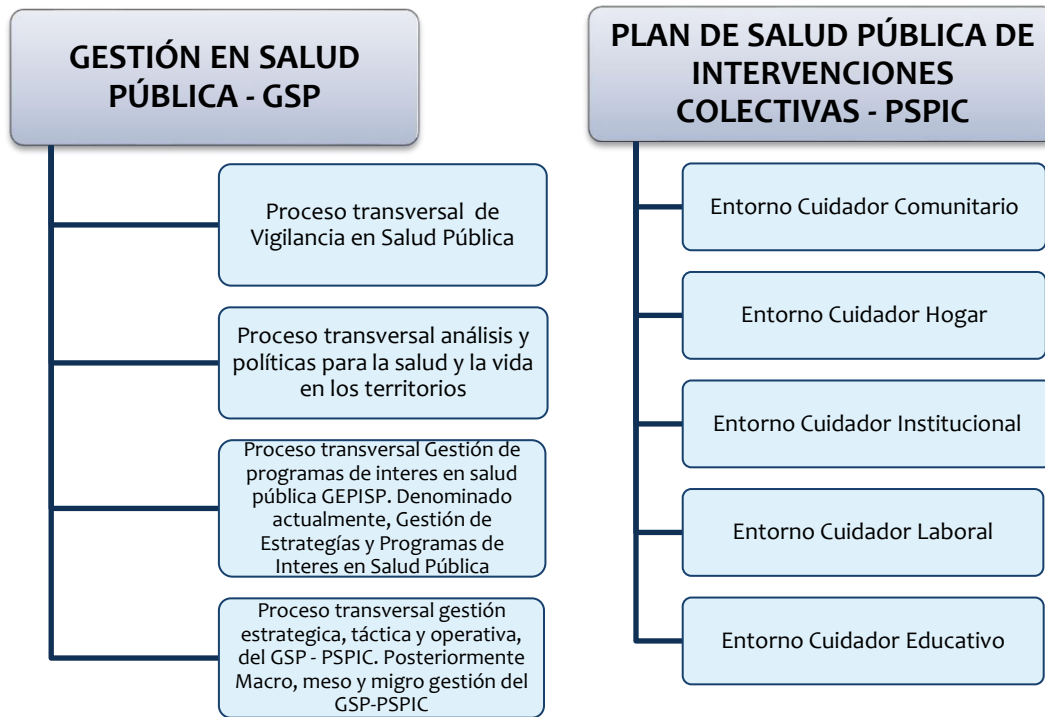 GESTIÓN EN SALUD
PÚBLICA - GSP
Proceso transversal de
Vigilancia en Salud Pública
Proceso transversal análisis y
políticas para la salud y la vida
en los territorios
Proceso transversal Gestión de
programas de interes en salud
pública GEPISP. Denominado
actualmente, Gestión de
Estrategías y Programas de
Interes en Salud Pública
Proceso transversal gestión
estrategica, táctica y operativa,
del GSP - PSPIC. Posteriormente
Macro, meso y migro gestión del
GSP-PSPIC
PLAN DE SALUD PÚBLICA DE
INTERVENCIONES
COLECTIVAS - PSPIC
Entorno Cuidador Comunitario
Entorno Cuidador Hogar
Entorno Cuidador Institucional
Entorno Cuidador Laboral
Entorno Cuidador Educativo